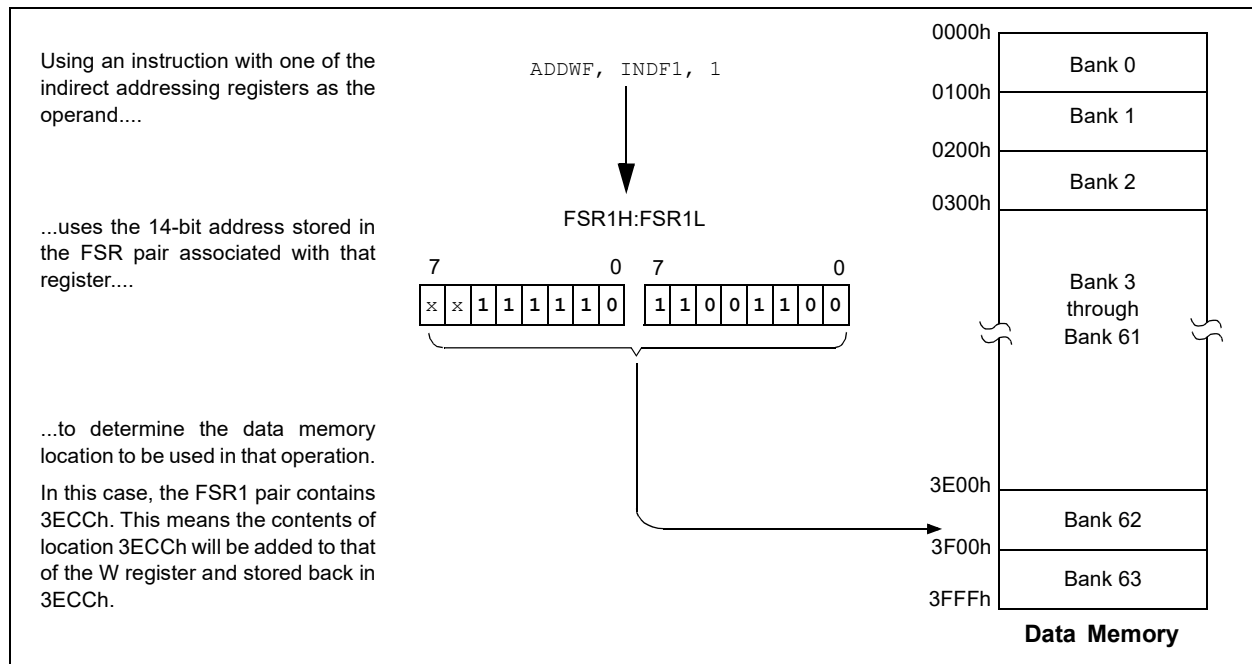 Using an instruction with one of the
indirect addressing registers as the
operand....
ADDWF, INDF1, 1
...uses the 14-bit address stored in
the FSR pair associated with that
register....
FSR1H:FSR1L
7 0 7 0
x x 1 1 1 1 1 0 1 1 0 0 1 1 0 0
...to determine the data memory
location to be used in that operation.
In this case, the FSR1 pair contains
3ECCh. This means the contents of
location 3ECCh will be added to that
of the W register and stored back in
3ECCh.
0000h
Bank 0
0100h
Bank 1
0200h
Bank 2
0300h
Bank 3
through
Bank 61
3E00h
Bank 62
3F00h
Bank 63
3FFFh
Data Memory